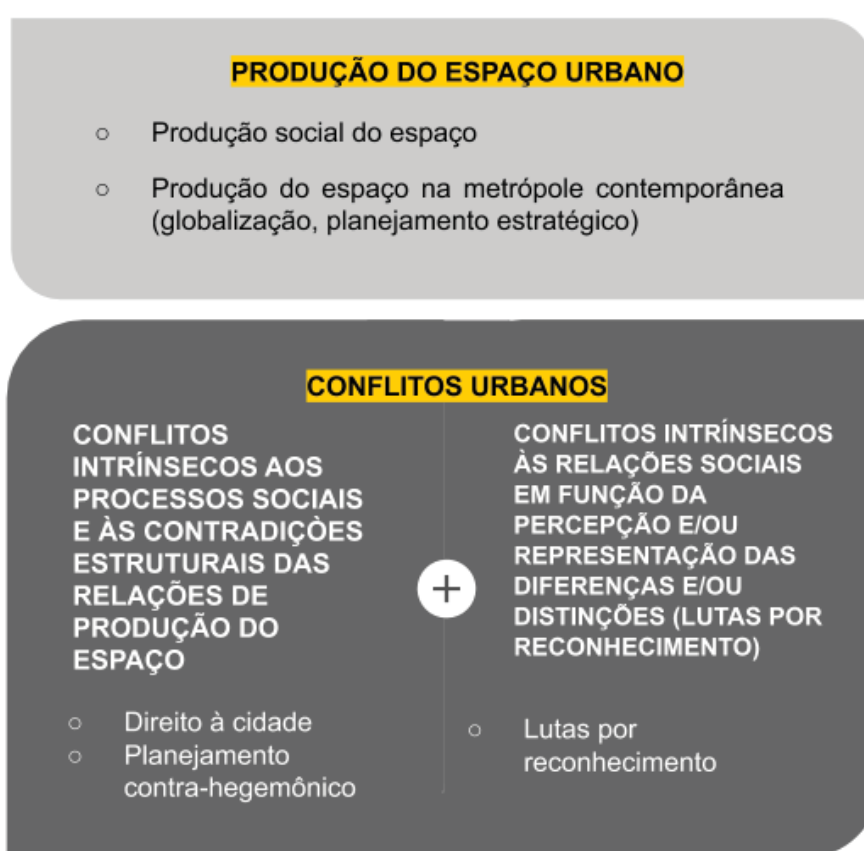 PRODUÇÃO DO ESPAÇO URBANO
○ Produção social do espaço
○ Produção do espaço na metrópole contemporânea
(globalização, planejamento estratégico)
CONFLITOS URBANOS
CONFLITOS
INTRÍNSECOS AOS
PROCESSOS SOCIAIS
E ÀS CONTRADIÇÒES
ESTRUTURAIS DAS
RELAÇÕES DE
PRODUÇÃO DO
ESPAÇO
○ Direito à cidade
○ Planejamento
contra-hegemônico
+
CONFLITOS INTRÍNSECOS
ÀS RELAÇÕES SOCIAIS
EM FUNÇÃO DA
PERCEPÇÃO E/OU
REPRESENTAÇÃO DAS
DIFERENÇAS E/OU
DISTINÇÕES (LUTAS POR
RECONHECIMENTO)
○ Lutas por
reconhecimento